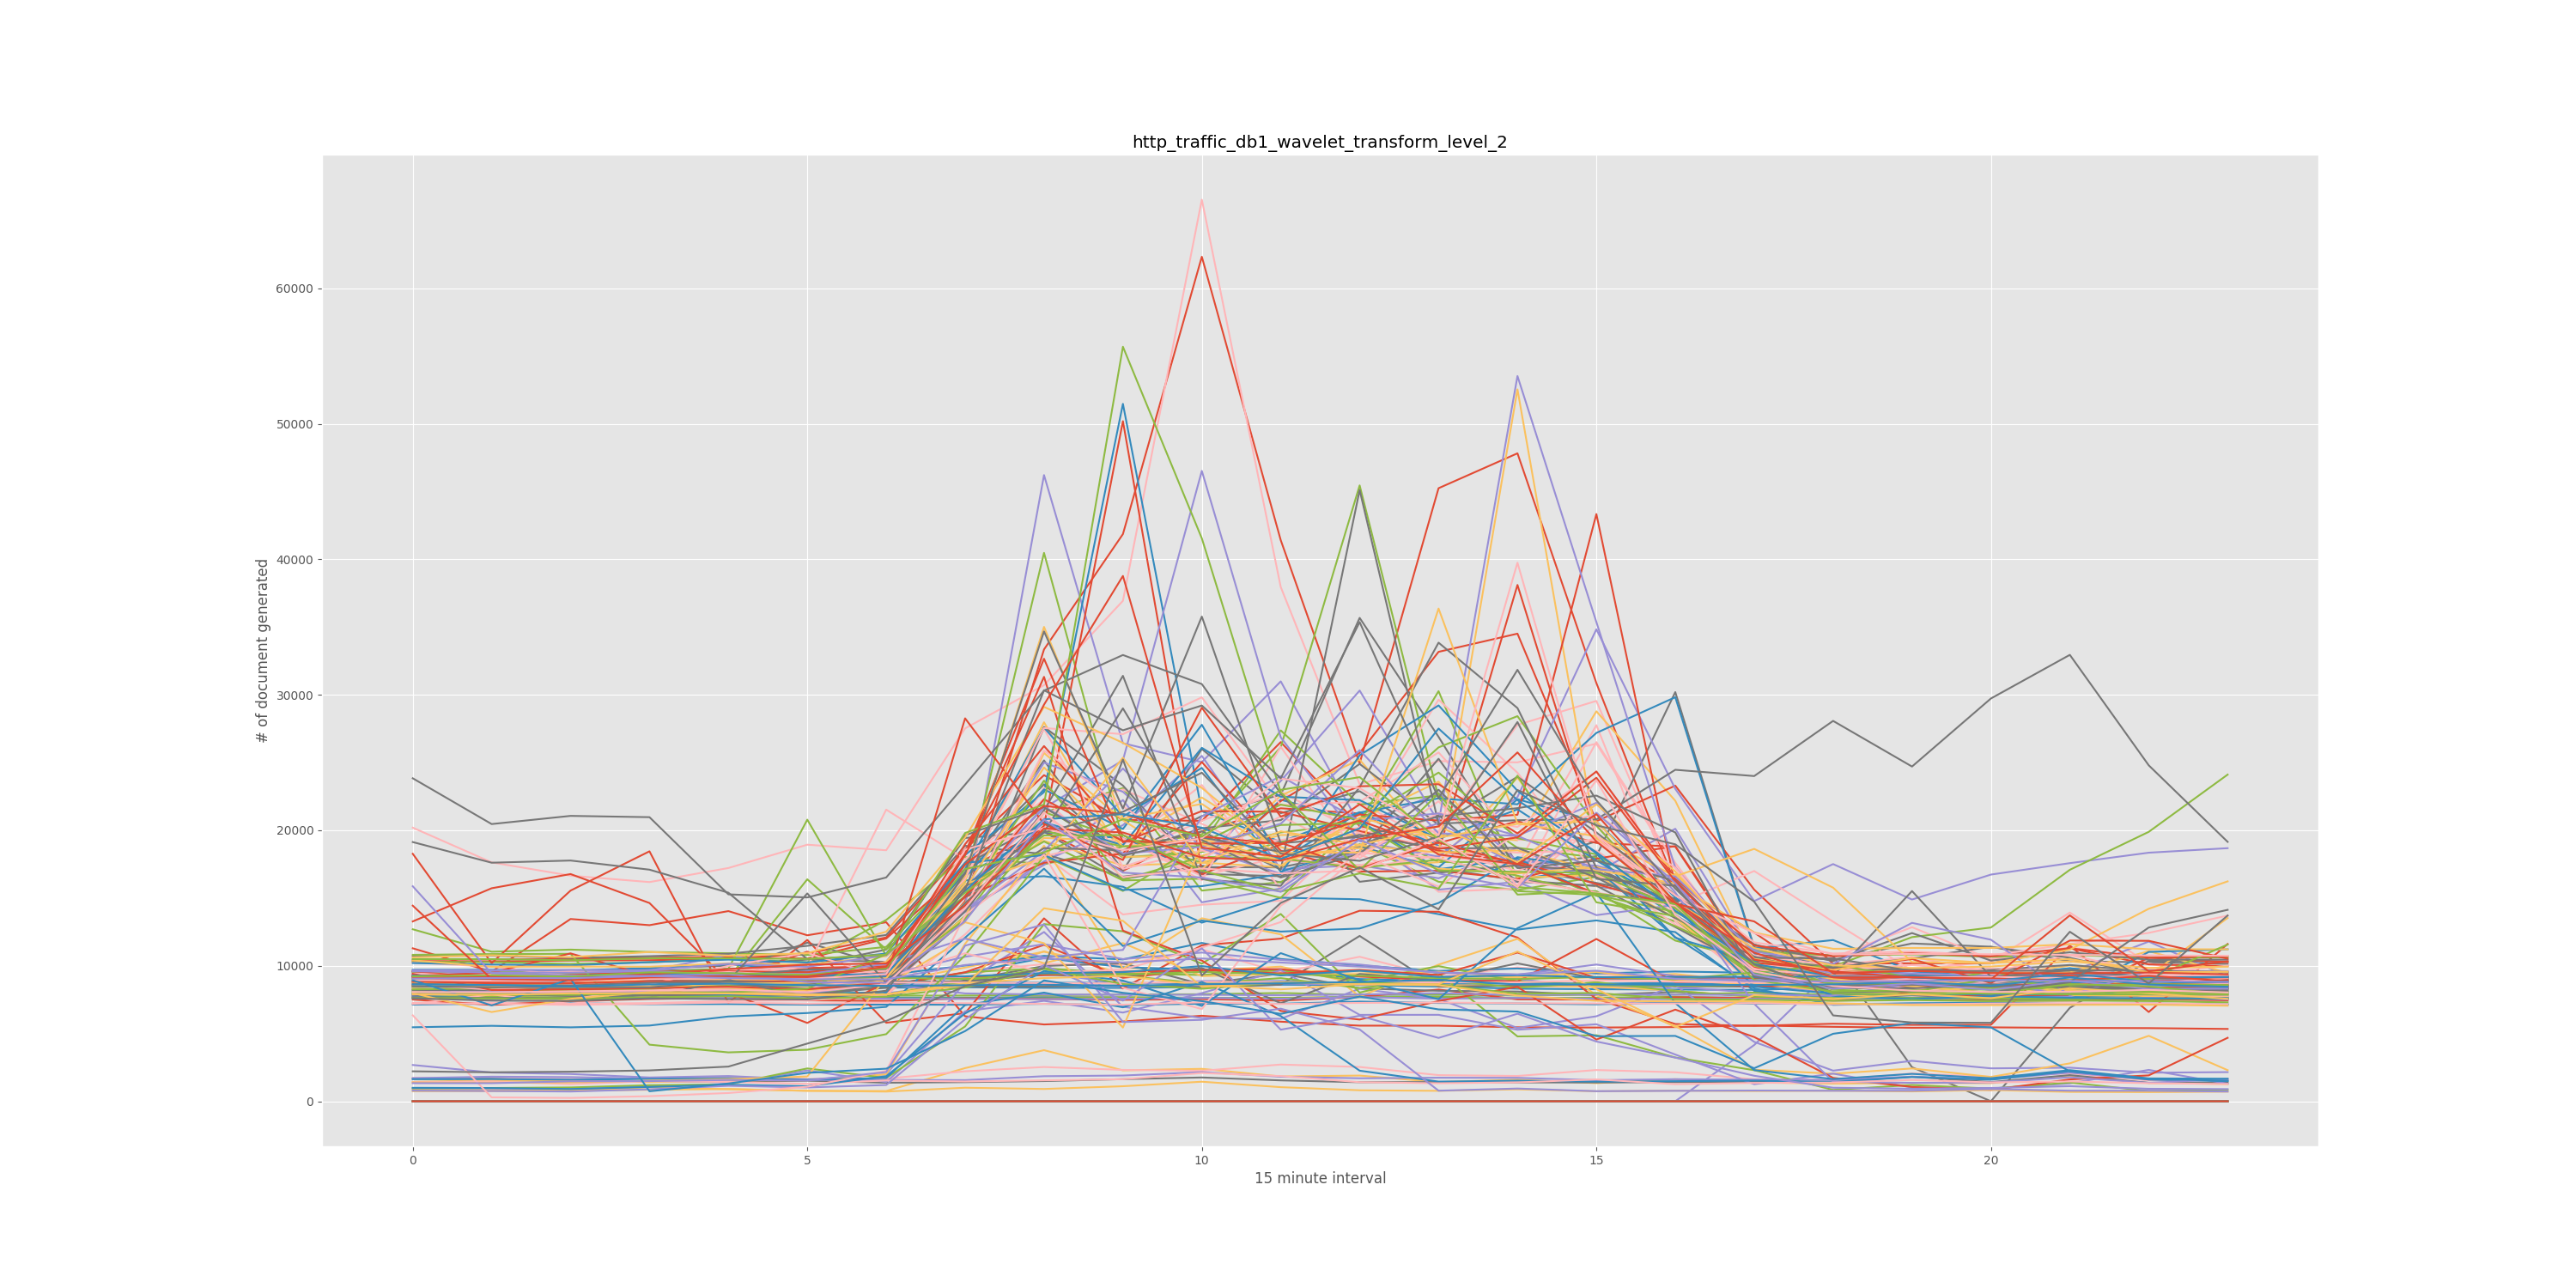 http_traffic_db1_wavelet_transform_level_2
60000
50000
40000
30000
20000
10000
0
# of document generated
0 5 10 15 20
15 minute interval